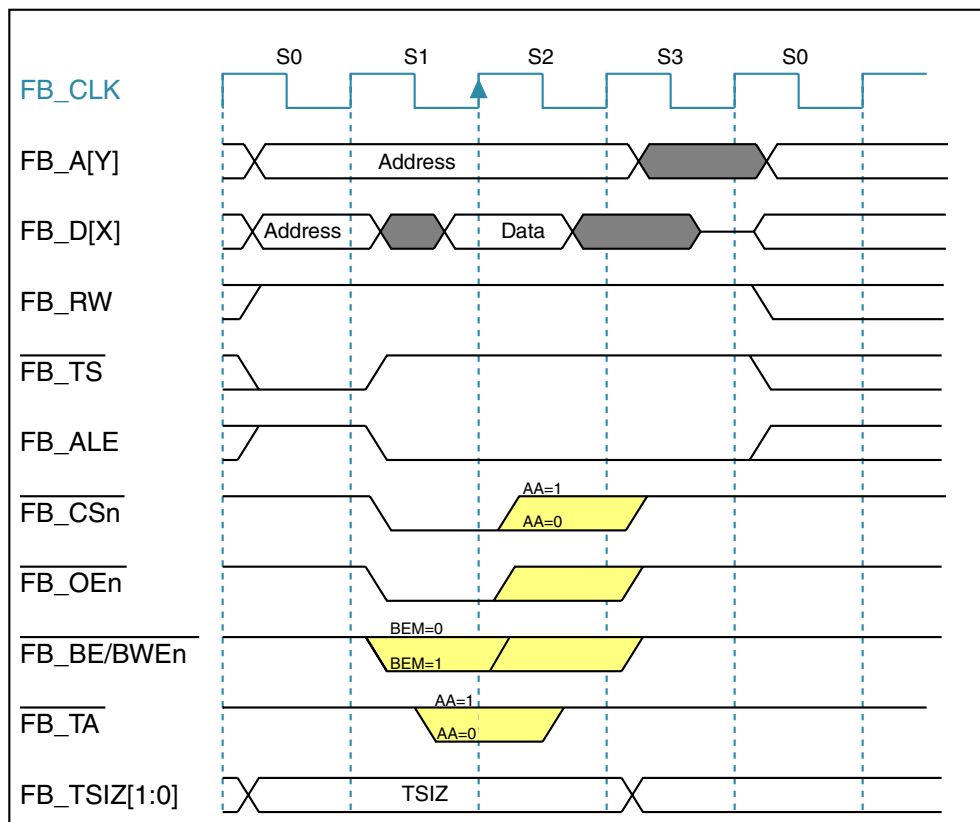 S0 S1 S2 S3 S0
FB_CLK
FB_A[Y] Address
FB_D[X] Address Data
FB_RW
FB_TS
FB_ALE
FB_CSn AA=1
AA=0
FB_OEn
FB_BE/BWEn BEM=0
BEM=1
FB_TA AA=1
AA=0
FB_TSIZ[1:0] TSIZ